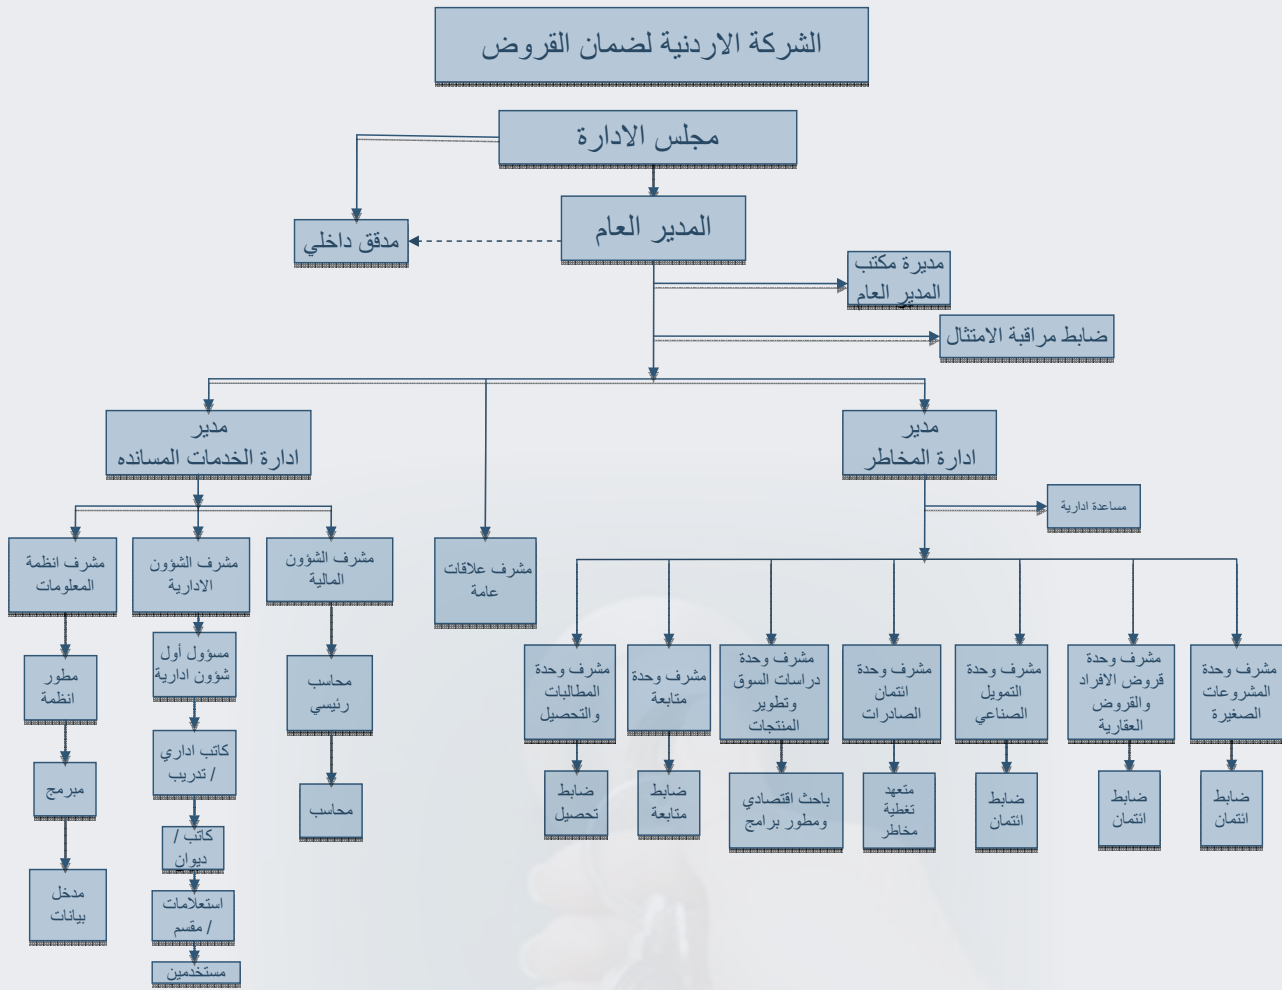 الشركة الاردنية لضمان القروض
مجلس الادارة
المدير العام
مدقق داخلي
مديرة مكتب
المدير العام
ضابط مراقبة الامتثال
مدير
ادارة المخاطر
مدير
ادارة الخدمات المسانده
مساعدة ادارية
مشرف علاقات
عامة
مشرف الشؤون
المالية
مشرف الشؤون
الادارية
مشرف انظمة
المعلومات
مشرف وحدة
المشروعات
الصغيرة
مشرف وحدة
قروض الافراد
والقروض
العقارية
مشرف وحدة
التمويل
الصناعي
مشرف وحدة
ائتمان
الصادرات
مشرف وحدة
دراسات السوق
وتطوير
المنتجات
مشرف وحدة
متابعة
مشرف وحدة
المطالبات
والتحصيل
محاسب
رئيسي
مسؤول أول
شؤون ادارية
مطور
انظمة
ضابط
ائتمان
ضابط
ائتمان
ضابط
ائتمان
متعهد
تغطية
مخاطر
باحث اقتصادي
ومطور برامج
ضابط
متابعة
ضابط
تحصيل
محاسب
كاتب اداري
/ تدريب
مبرمج
كاتب /
ديوان
مدخل
بيانات
استعلامات
/ مقسم
مستخدمين